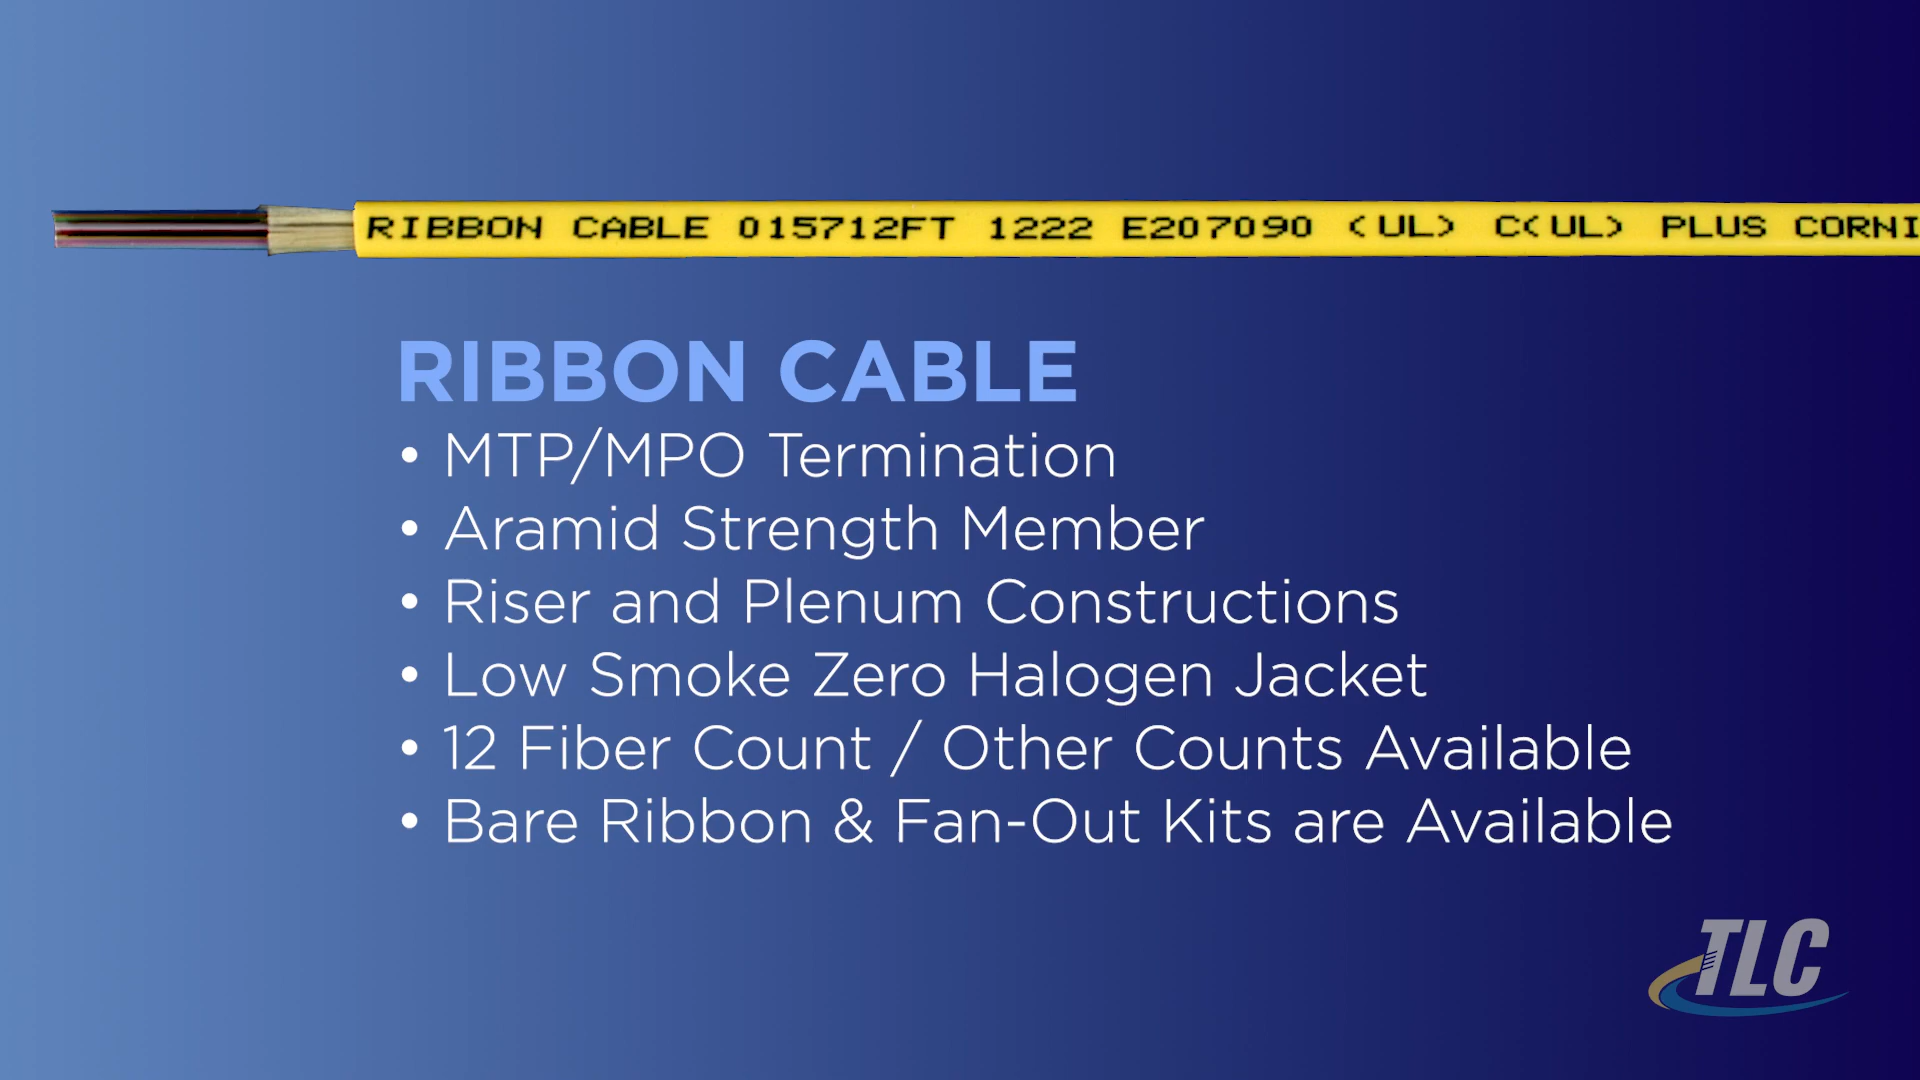 RIBBON CABLE 015712FT 1222 E207090 (UL) C(UL) PLUS CORNI
RIBBON CABLE
• MTP/MPO Termination
• Aramid Strength Member
• Riser and Plenum Constructions
• Low Smoke Zero Halogen Jacket
• 12 Fiber Count / Other Counts Available
• Bare Ribbon & Fan-Out Kits are Available
TLC